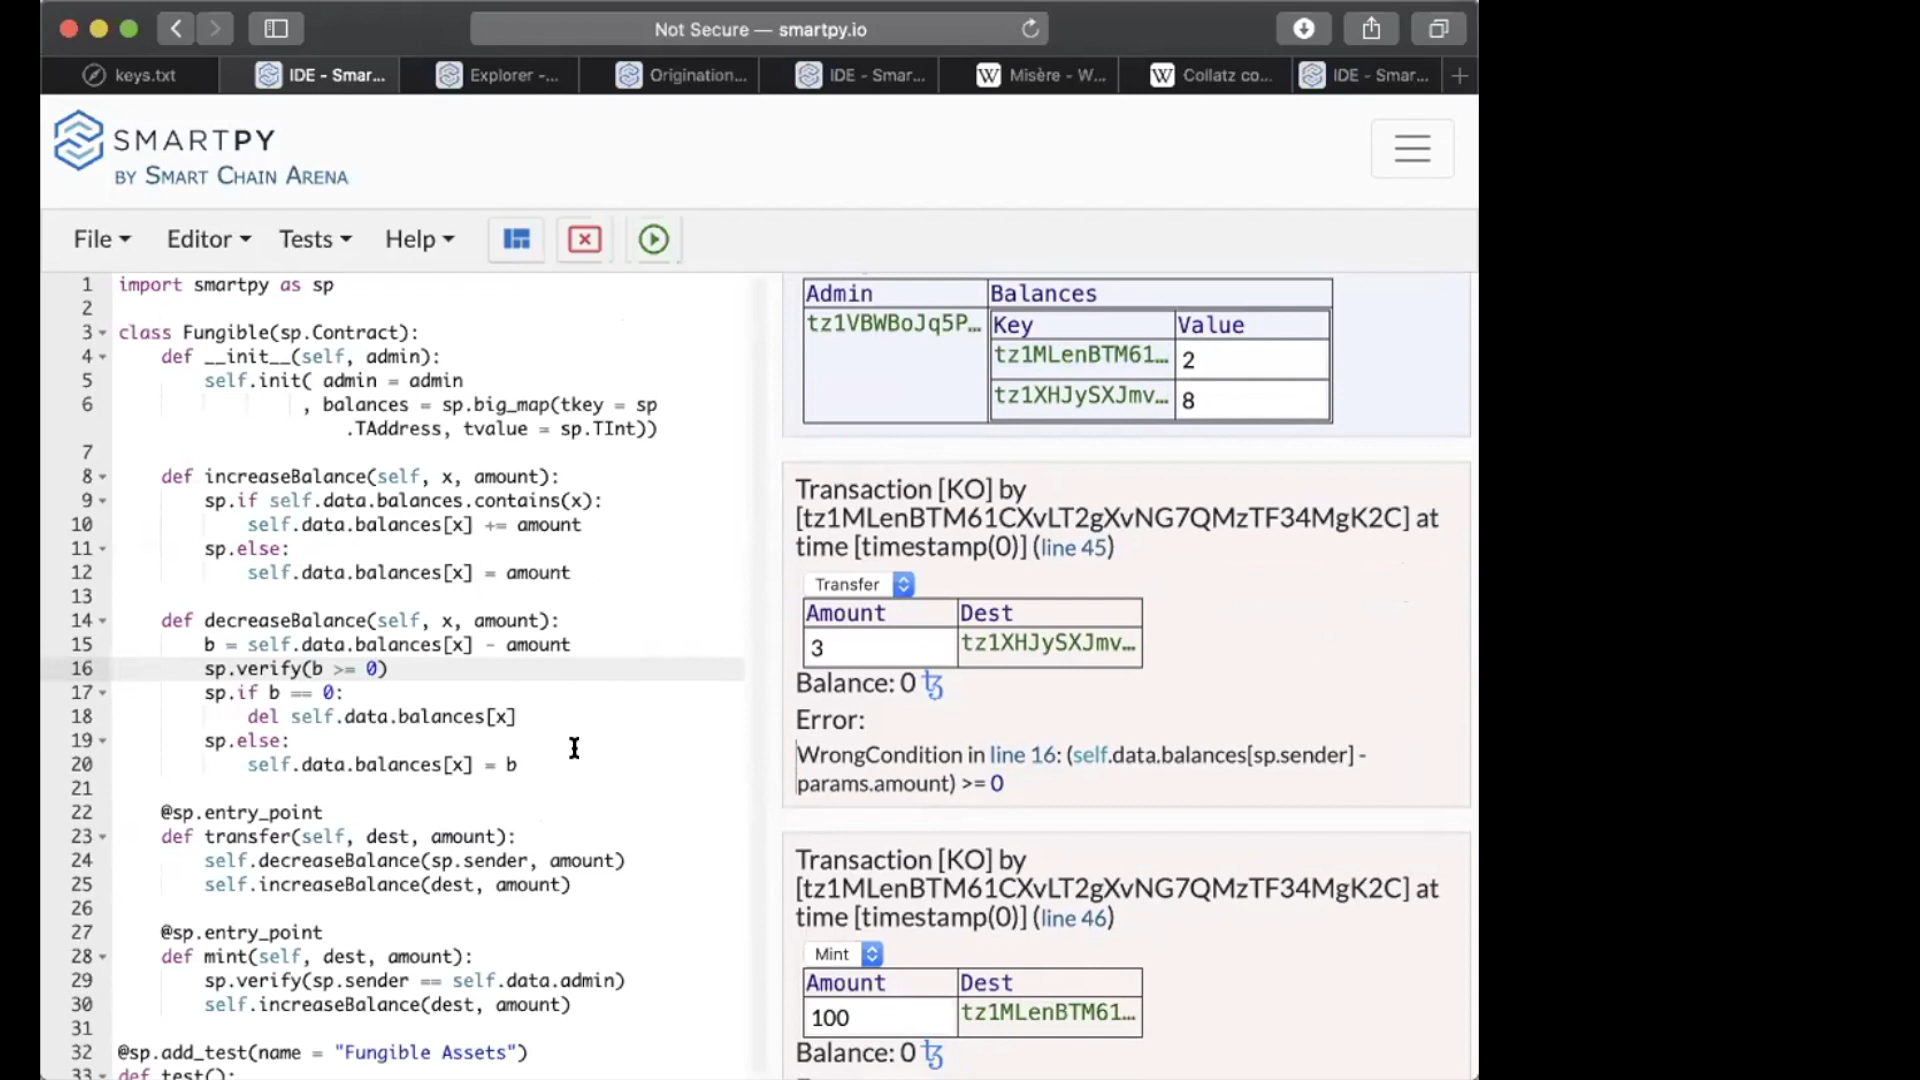 Not Secure — smartpy.io
keys.txt
IDE - Smar...
Explorer -...
Origination...
IDE - Smar...
Misère - W...
Collatz co...
IDE - Smar...
SMARTPY
BY SMART CHAIN ARENA
File
Editor
Tests
Help
1 import smartpy as sp
2
3 class Fungible(sp.Contract):
4 def __init__(self, admin):
5 self.init( admin = admin
6 , balances = sp.big_map(tkey = sp
.TAddress, tvalue = sp.TInt))
7
8 def increaseBalance(self, x, amount):
9 sp.if self.data.balances.contains(x):
10 self.data.balances[x] += amount
11 sp.else:
12 self.data.balances[x] = amount
13
14 def decreaseBalance(self, x, amount):
15 b = self.data.balances[x] - amount
16 sp.verify(b >= 0)
17 sp.if b == 0:
18 del self.data.balances[x]
19 sp.else:
20 self.data.balances[x] = b
21
22 @sp.entry_point
23 def transfer(self, dest, amount):
24 self.decreaseBalance(sp.sender, amount)
25 self.increaseBalance(dest, amount)
26
27 @sp.entry_point
28 def mint(self, dest, amount):
29 sp.verify(sp.sender == self.data.admin)
30 self.increaseBalance(dest, amount)
31
32 @sp.add_test(name = "Fungible Assets")
33 def test():
Admin Balances
tz1VBWBoJq5P… Key Value
tz1MLenBTM61… 2
tz1XHJySXJmv… 8
Transaction [KO] by
[tz1MLenBTM61CXvLT2gXvNG7QMzTF34MgK2C] at
time [timestamp(0)] (line 45)
Transfer
Amount Dest
3 tz1XHJySXJmv…
Balance: 0 ꜩ
Error:
WrongCondition in line 16: (self.data.balances[sp.sender] -
params.amount) >= 0
Transaction [KO] by
[tz1MLenBTM61CXvLT2gXvNG7QMzTF34MgK2C] at
time [timestamp(0)] (line 46)
Mint
Amount Dest
100 tz1MLenBTM61…
Balance: 0 ꜩ